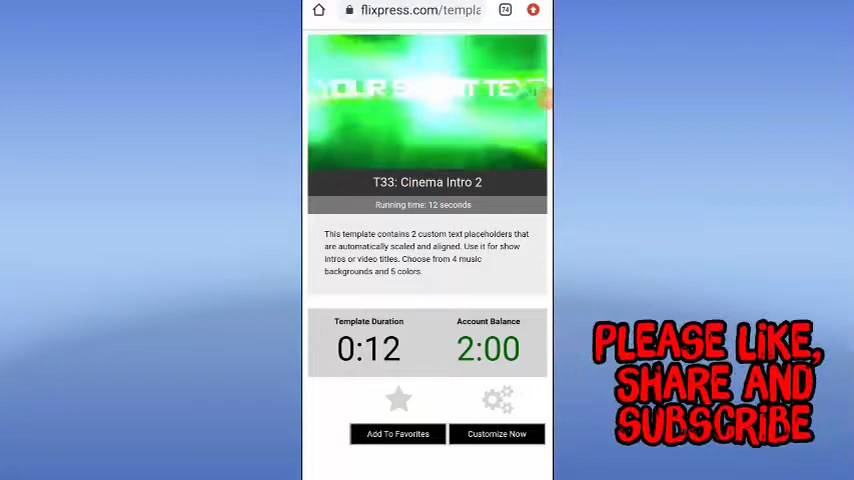 flixpress.com/templa
74
YOUR SHORT TEXT
T33: Cinema Intro 2
Running time: 12 seconds
This template contains 2 custom text placeholders that
are automatically scaled and aligned. Use it for show
intros or video titles. Choose from 4 music
backgrounds and 5 colors.
Template Duration
Account Balance
0:12
2:00
Add To Favorites
Customize Now
PLEASE LIKE,
SHARE AND
SUBSCRIBE